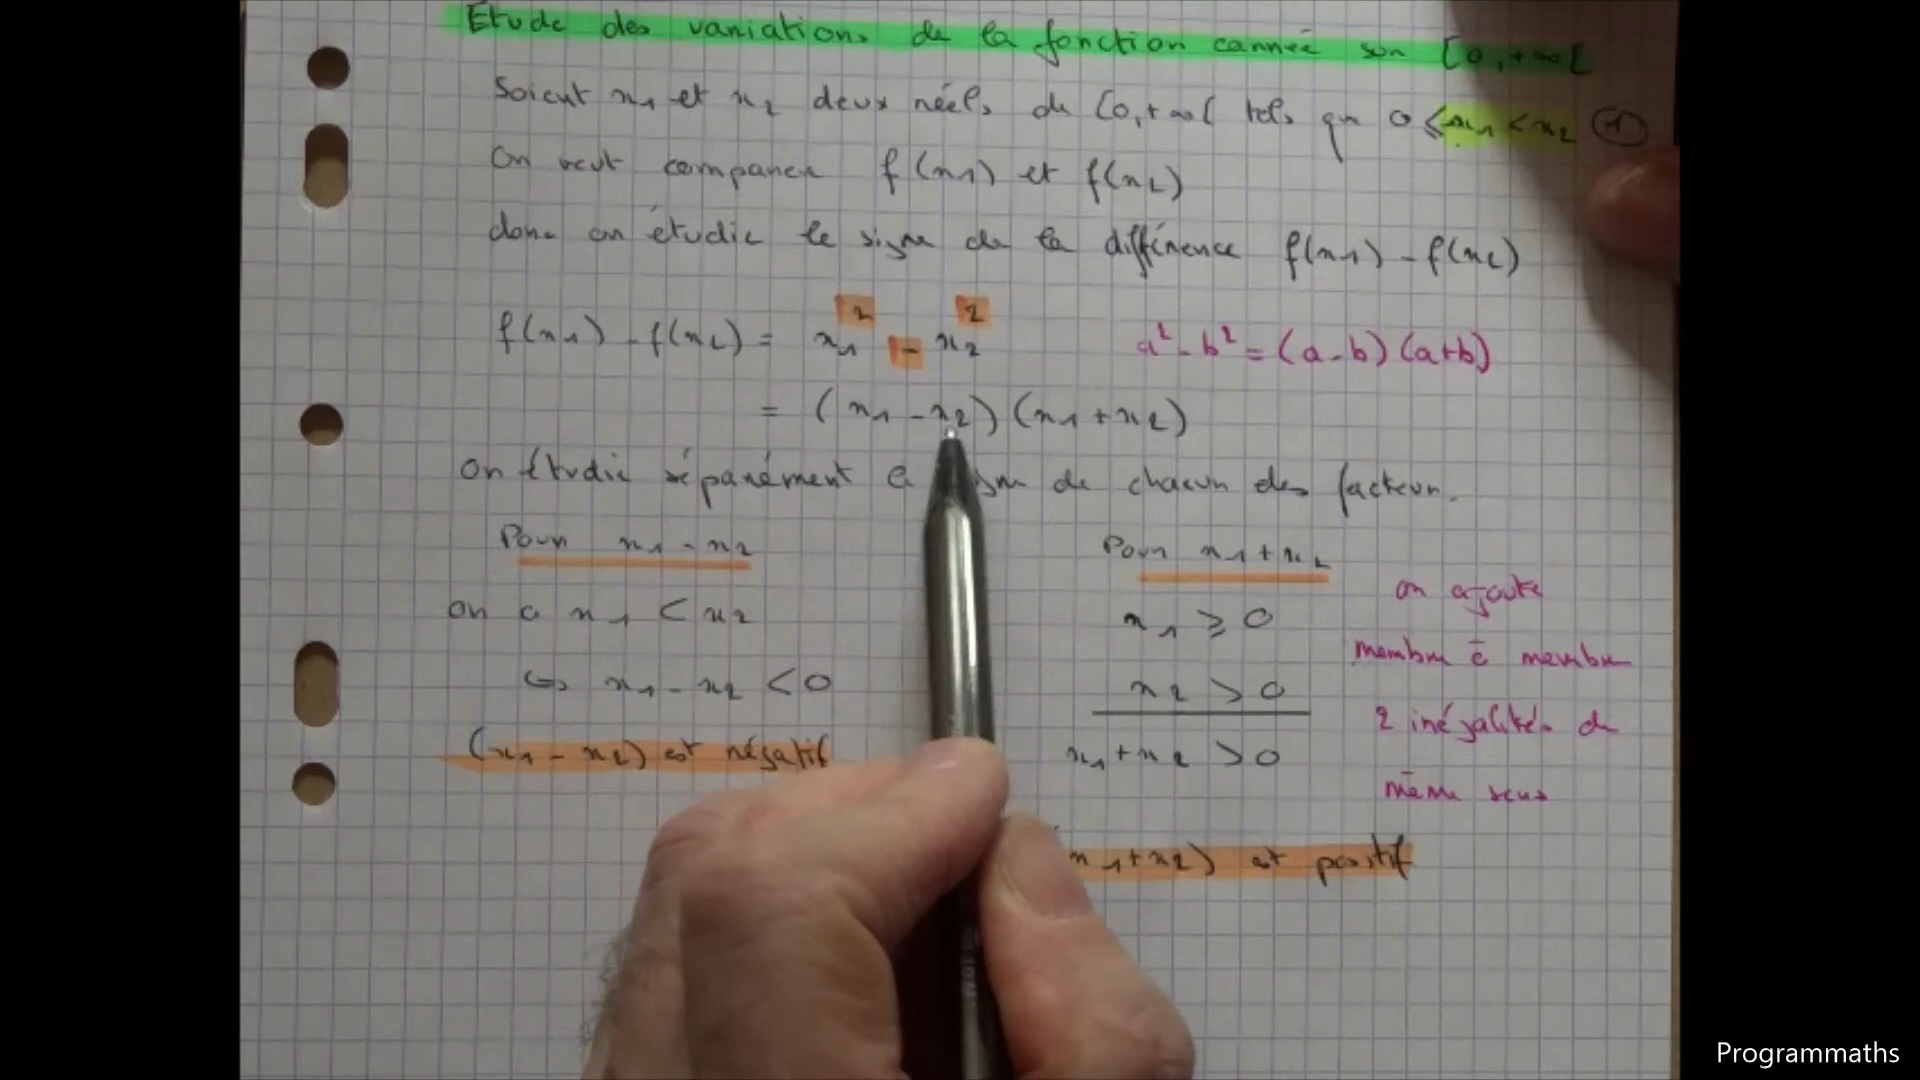 Etude des variations de la fonction carrée sur [0,+∞[
Soient x1 et x2 deux réels de [0,+∞[ tels que 0 ≤ x1 < x2 (1)
On veut comparer f(x1) et f(x2)
donc on étudie le signe de la différence f(x1) - f(x2)
f(x1) - f(x2) = x1² - x2²
a² - b² = (a-b)(a+b)
= (x1 - x2)(x1 + x2)
On étudie séparément le de chacun des facteurs.
Pour x1 - x2
on a x1 < x2
⇔ x1 - x2 < 0
(x1 - x2) est négatif
Pour x1 + x2
x1 ⩾ 0
x2 > 0
x1 + x2 > 0
on ajoute
membre à membre
2 inégalités de
même sens
x1 + x2) est positif
Programmaths